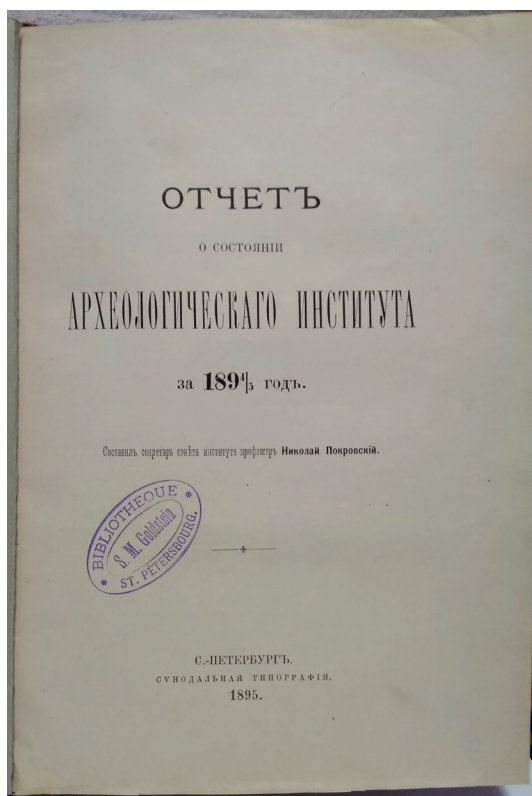 ОТЧЕТЪ
О СОСТОЯНІИ
АРХЕОЛОГИЧЕСКАГО ИНСТИТУТА
за 189⁴/₅ годъ.
Составилъ секретарь совѣта института профессоръ Николай Покровскій.
BIBLIOTHEQUE
S. M. Goldstein
ST. PETERSBOURG.
С.-ПЕТЕРБУРГЪ.
СѴНОДАЛЬНАЯ ТИПОГРАФІЯ.
1895.